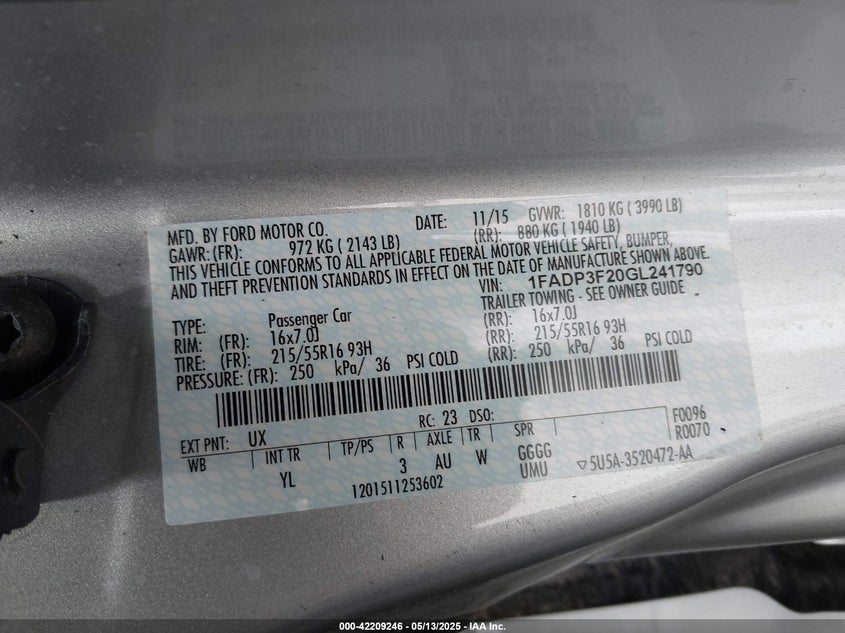 MFD. BY FORD MOTOR CO. DATE: 11/15 GVWR: 1810 KG ( 3990 LB)
GAWR: (FR): 972 KG ( 2143 LB) (RR): 880 KG ( 1940 LB)
THIS VEHICLE CONFORMS TO ALL APPLICABLE FEDERAL MOTOR VEHICLE SAFETY, BUMPER,
AND THEFT PREVENTION STANDARDS IN EFFECT ON THE DATE OF MANUFACTURE SHOWN ABOVE.
VIN: 1FADP3F20GL241790
TRAILER TOWING - SEE OWNER GUIDE
TYPE: Passenger Car
RIM: (FR): 16x7.0J (RR): 16x7.0J
TIRE: (FR): 215/55R16 93H (RR): 215/55R16 93H
PRESSURE: (FR): 250 kPa/ 36 PSI COLD (RR): 250 kPa/ 36 PSI COLD
EXT PNT: UX RC: 23 DSO: F0096
WB INT TR TP/PS R AXLE TR SPR R0070
YL 3 AU W GGGG
UMU ▽5U5A-3520472-AA
1201511253602
000-42209246 - 05/13/2025 - IAA Inc.